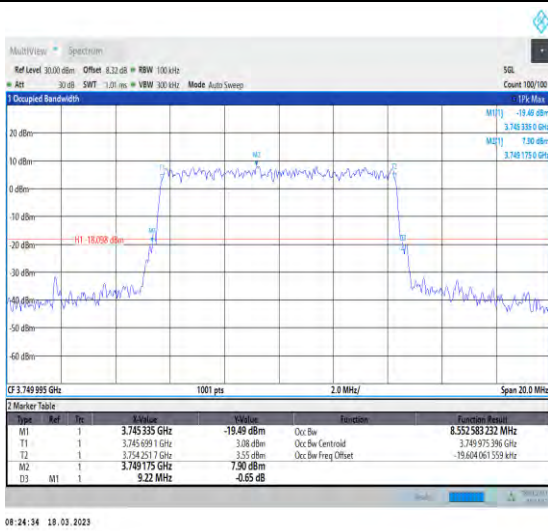 MultiView Spectrum
Ref Level 30.00 dBm Offset 8.32 dB RBW 100 kHz SGL
Att 30 dB SWT 1.01 ms VBW 300 kHz Mode Auto Sweep Count 100/100
1 Occupied Bandwidth 1Pk Max
M1[1] -19.49 dBm
3.745 335 0 GHz
M2[1] 7.90 dBm
3.749 175 0 GHz
20 dBm
10 dBm
0 dBm
-10 dBm
-20 dBm
-30 dBm
-40 dBm
-50 dBm
-60 dBm
T1
M2
T2
M1
D3
H1 -18.098 dBm
CF 3.749 995 GHz 1001 pts 2.0 MHz/ Span 20.0 MHz
2 Marker Table
Type Ref Trc X-Value Y-Value Function Function Result
M1 1 3.745 335 GHz -19.49 dBm Occ Bw 8.552 583 232 MHz
T1 1 3.745 699 1 GHz 3.08 dBm Occ Bw Centroid 3.749 975 396 GHz
T2 1 3.754 251 7 GHz 3.55 dBm Occ Bw Freq Offset -19.604 061 559 kHz
M2 1 3.749 175 GHz 7.90 dBm
D3 M1 1 9.22 MHz -0.65 dB
08:24:34 18.03.2023